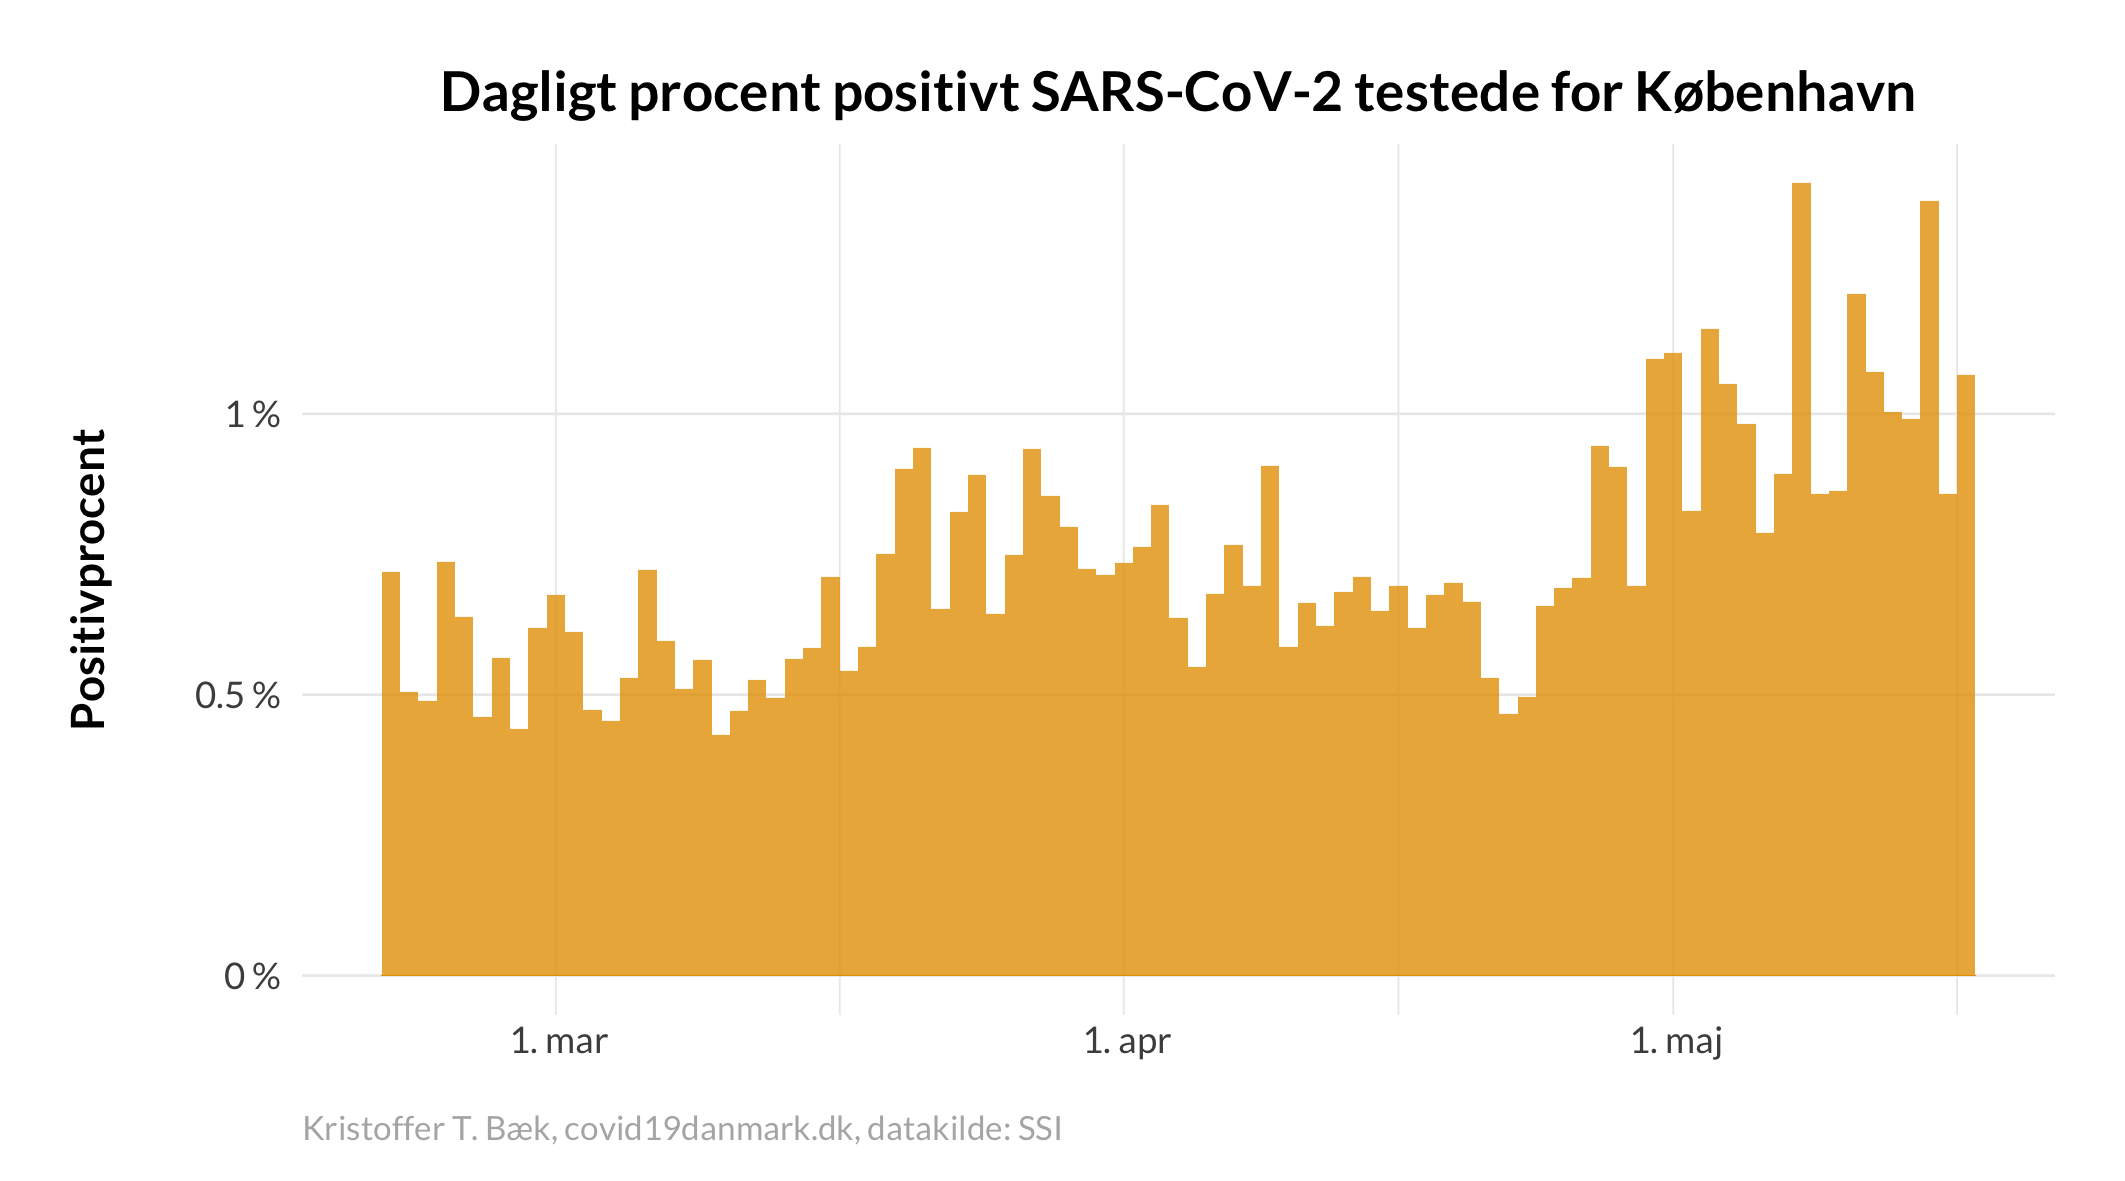 Dagligt procent positivt SARS-CoV-2 testede for København
Positivprocent
1 %
0.5 %
0 %
1. mar
1. apr
1. maj
Kristoffer T. Bæk, covid19danmark.dk, datakilde: SSI